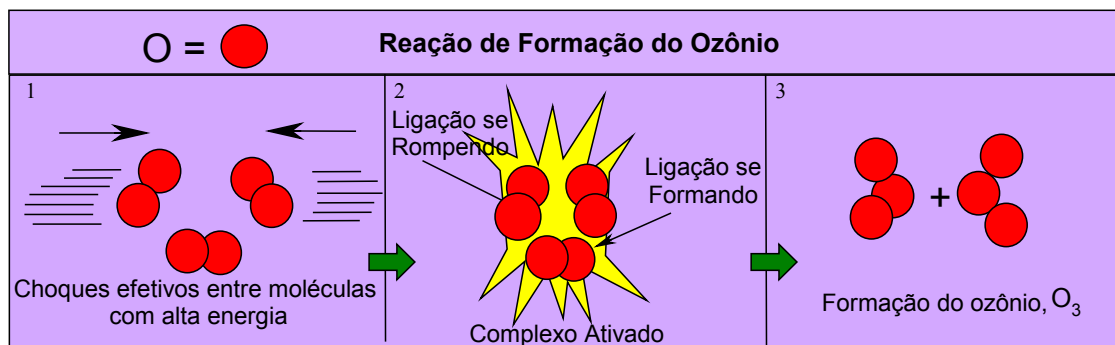 O =
Reação de Formação do Ozônio
1
Choques efetivos entre moléculas
com alta energia
2
Ligação se
Rompendo
Ligação se
Formando
Complexo Ativado
3
+
Formação do ozônio, O₃